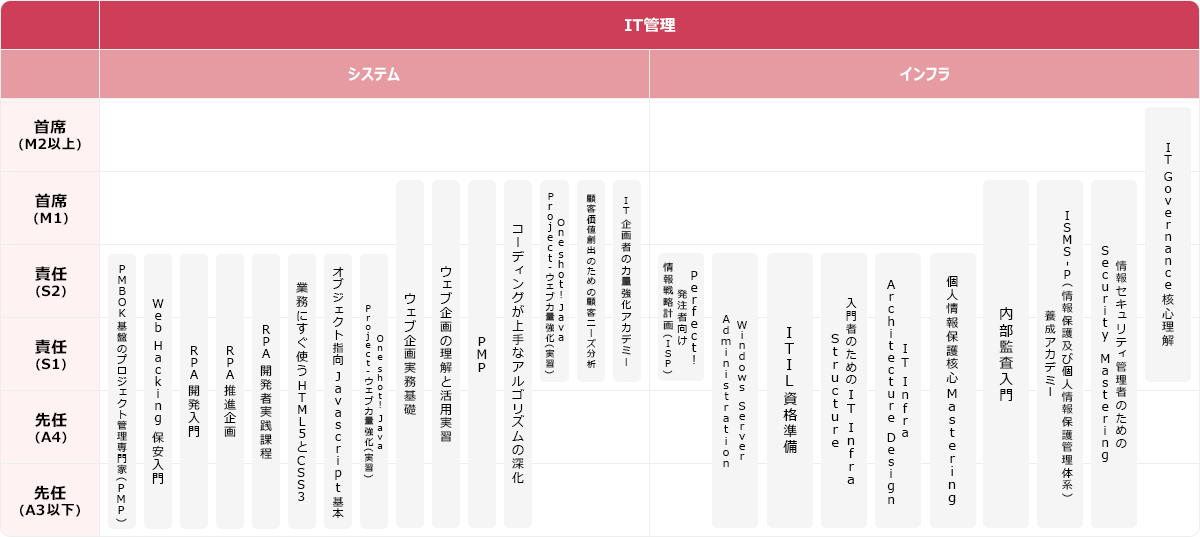 IT管理
システム
インフラ
首席
(M2以上)
首席
(M1)
責任
(S2)
責任
(S1)
先任
(A4)
先任
(A3以下)
PMBOK基盤のプロジェクト管理専門家(PMP)
Web Hacking 保安入門
RPA開発入門
RPA推進企画
RPA開発者実践課程
業務にすぐ使うHTML5とCSS3
オブジェクト指向 Javascript基本
One shot! Java
Project-ウェブ力量強化(実習)
ウェブ企画実務基礎
ウェブ企画の理解と活用実習
PMP
コーディングが上手なアルゴリズムの深化
One shot! Java
Project-ウェブ力量強化(実習)
顧客価値創出のための顧客ニーズ分析
IT 企画者の力量強化アカデミー
Perfect!
発注者向け
情報戦略計画(ISP)
Windows Server
Administration
ITIL資格準備
入門者のためのIT Infra
Structure
IT Infra
Architecture Design
個人情報保護核心Mastering
内部監査入門
ISMS-P(情報保護及び個人情報保護管理体系)
養成アカデミー
情報セキュリティ管理者のための
Security Mastering
IT Governance核心理解